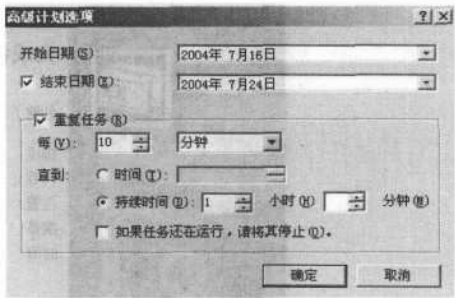 高级计划选项
开始日期(S): 2004年 7月16日
结束日期(E): 2004年 7月24日
重复任务(R)
每(V): 10 分钟
直到: 时间(T):
持续时间(D): 1 小时(H) 分钟(M)
如果任务还在运行，请将其停止(O)。
确定 取消